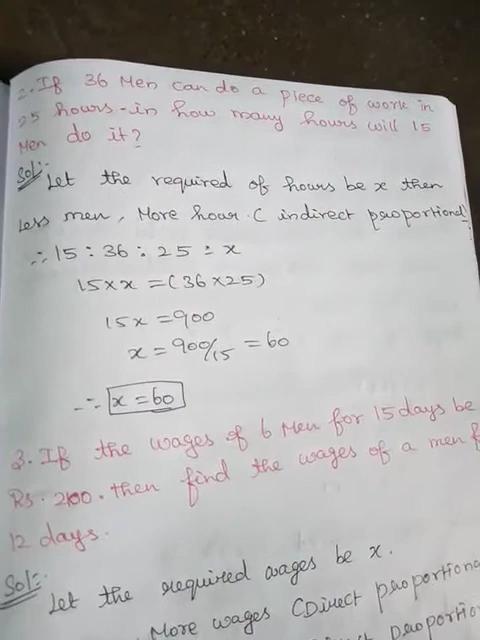 2. If 36 Men can do a piece of work in
25 hours - in how many hours will 15
Men do it?
Sol:-
Let the required of hours be x then
Less men, More hour. C indirect proportional
∴ 15 : 36 : 25 : x
15 x x = (36 x 25)
15x = 900
x = 900/15 = 60
∴ x = 60
3. If the wages of 6 Men for 15 days be
Rs. 2100. then find the wages of a men f
12 days.
Sol:-
Let the required wages be x.
More wages CDirect proportiona
proportio